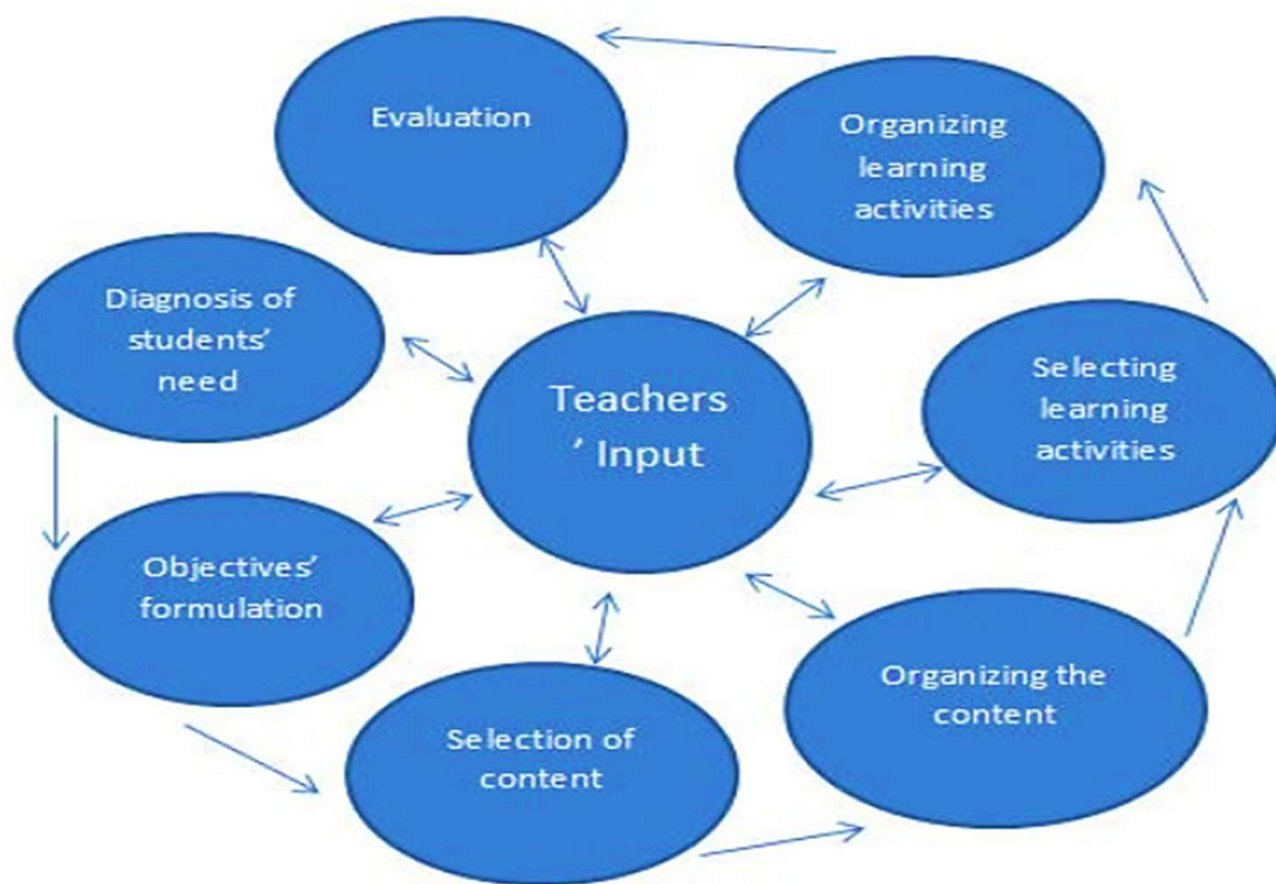 Evaluation
Organizing
learning
activities
Diagnosis of
students’
need
Teachers
’ Input
Selecting
learning
activities
Objectives’
formulation
Selection of
content
Organizing the
content